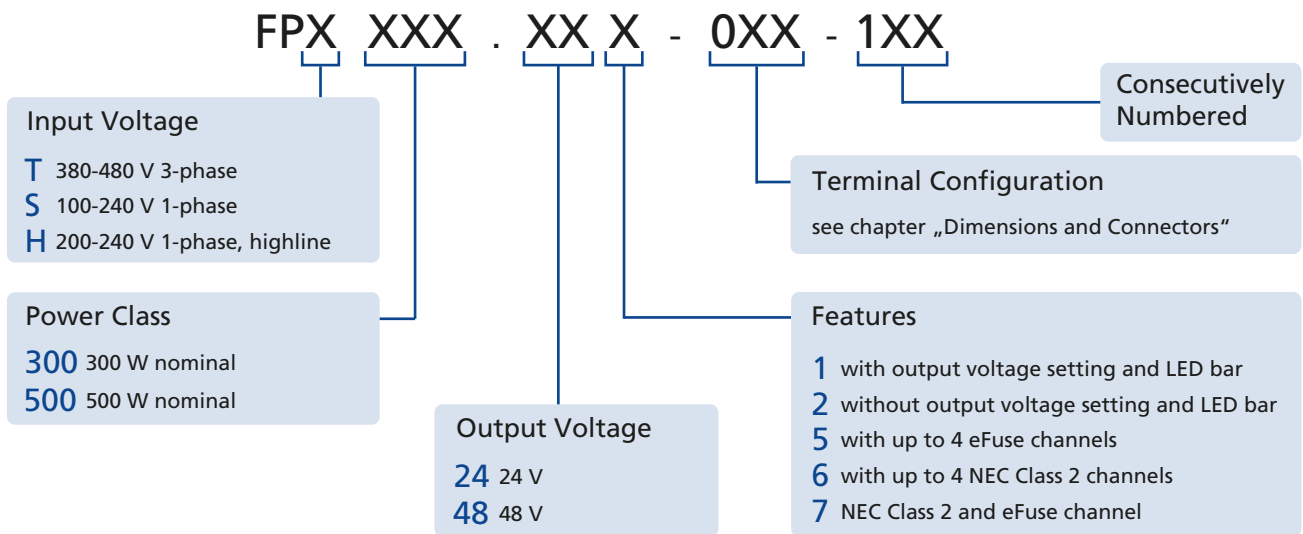 FPX XXX . XX X - 0XX - 1XX
Consecutively
Numbered
Input Voltage
T 380-480 V 3-phase
S 100-240 V 1-phase
H 200-240 V 1-phase, highline
Terminal Configuration
see chapter „Dimensions and Connectors“
Power Class
300 300 W nominal
500 500 W nominal
Features
1 with output voltage setting and LED bar
2 without output voltage setting and LED bar
5 with up to 4 eFuse channels
6 with up to 4 NEC Class 2 channels
7 NEC Class 2 and eFuse channel
Output Voltage
24 24 V
48 48 V